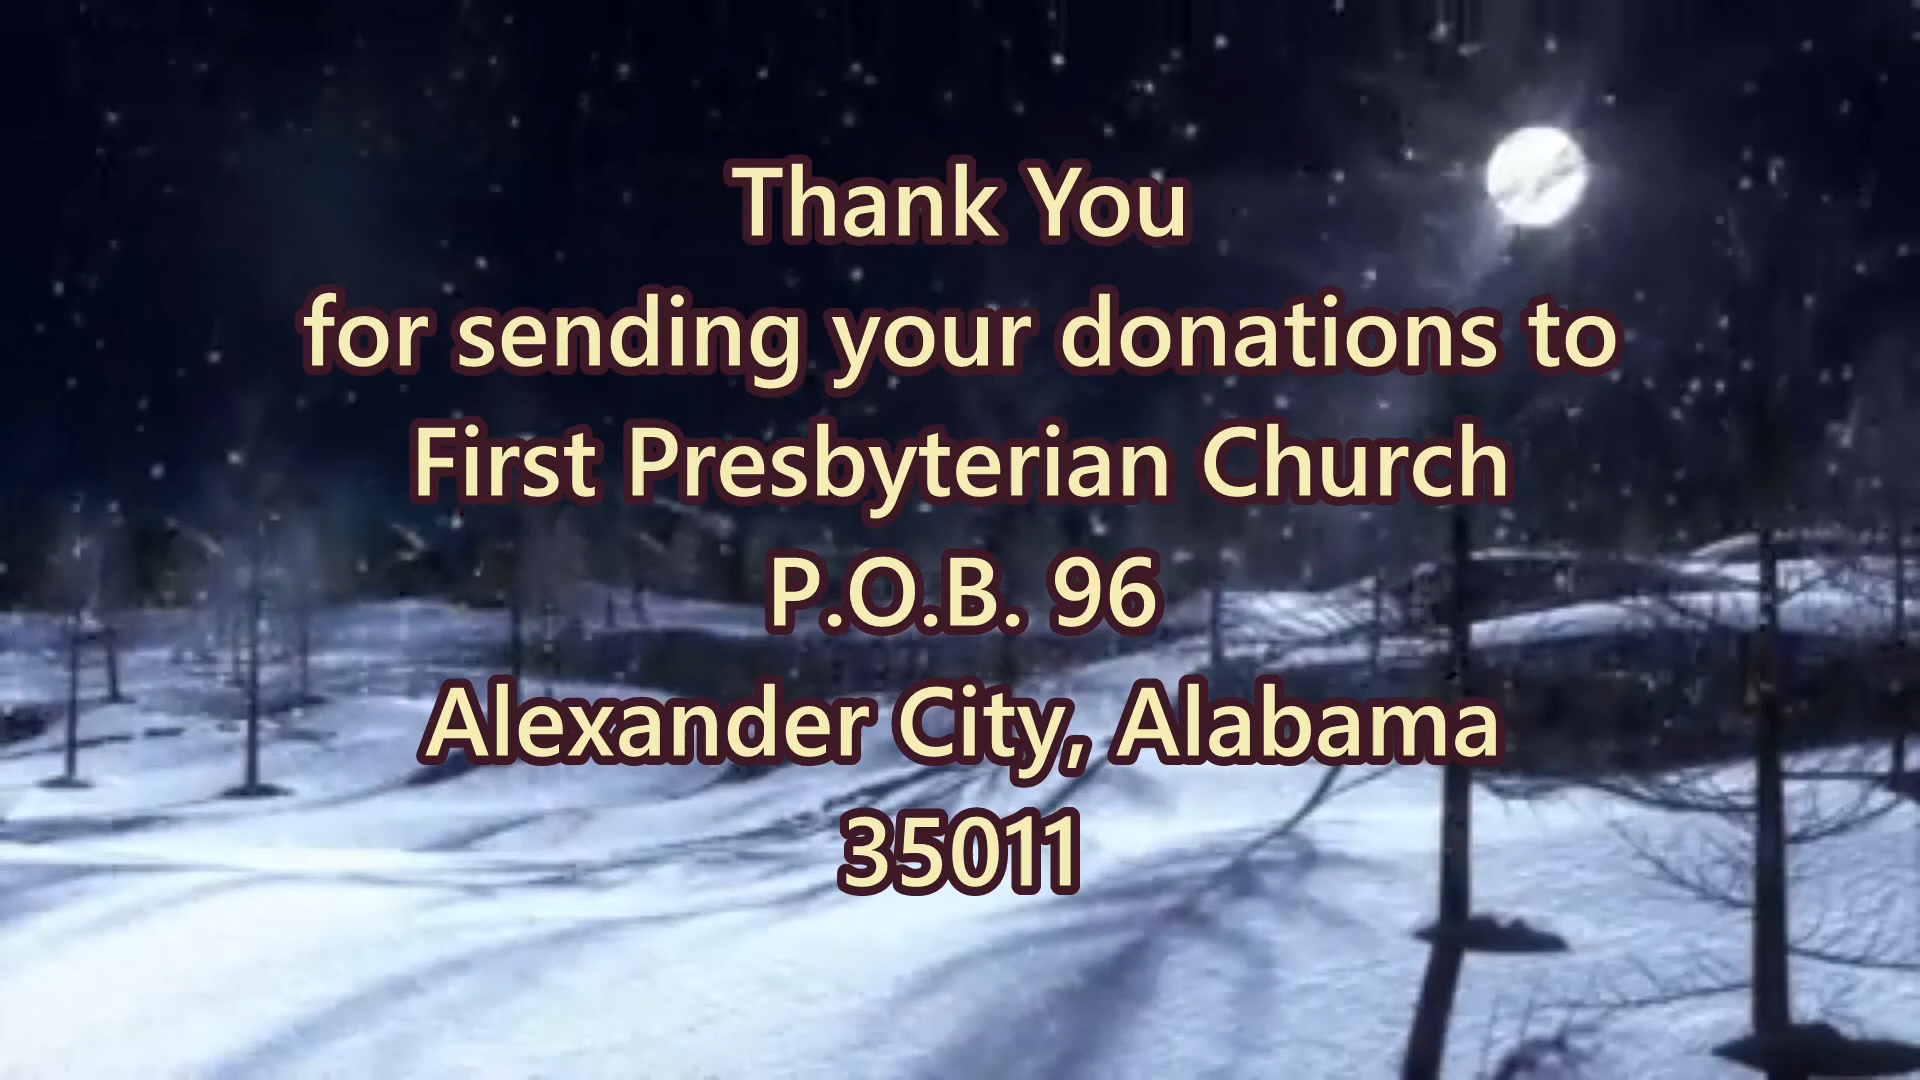 Thank You
for sending your donations to
First Presbyterian Church
P.O.B. 96
Alexander City, Alabama
35011